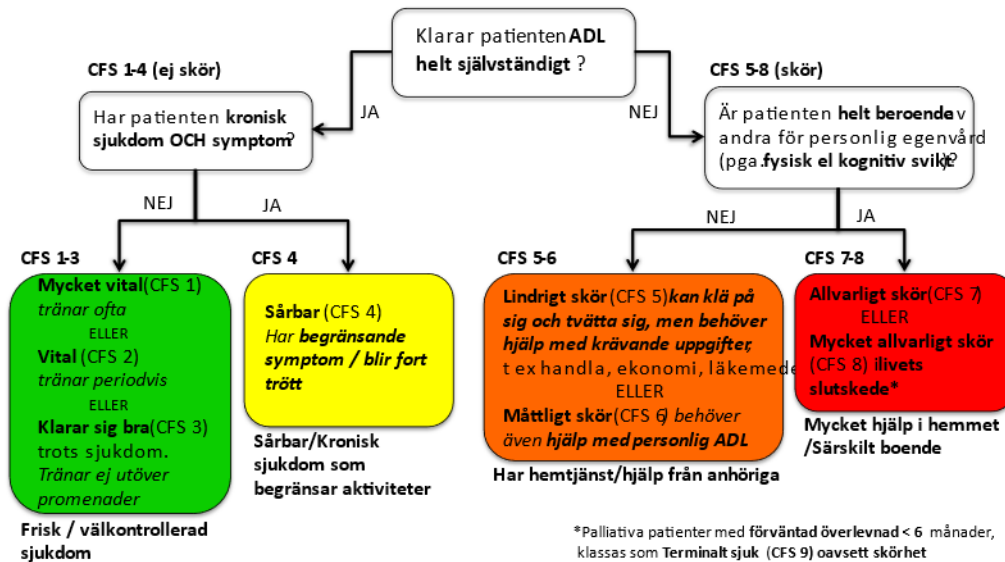 Klarar patienten ADL
helt självständigt ?
CFS 1-4 (ej skör)
CFS 5-8 (skör)
JA
NEJ
Har patienten kronisk
sjukdom OCH symptom?
Är patienten helt beroende v
andra för personlig egenvård
(pga.fysisk el kognitiv svikt)?
NEJ
JA
NEJ
JA
CFS 1-3
Mycket vital(CFS 1)
tränar ofta
ELLER
Vital (CFS 2)
tränar periodvis
ELLER
Klarar sig bra(CFS 3)
trots sjukdom.
Tränar ej utöver
promenader
Frisk / välkontrollerad
sjukdom
CFS 4
Sårbar (CFS 4)
Har begränsande
symptom / blir fort
trött
Sårbar/Kronisk
sjukdom som
begränsar aktiviteter
CFS 5-6
Lindrigt skör (CFS 5)kan klä på
sig och tvätta sig, men behöver
hjälp med krävande uppgifter,
t ex handla, ekonomi, läkemede
ELLER
Måttligt skör(CFS 6) behöver
även hjälp med personlig ADL
Har hemtjänst/hjälp från anhöriga
CFS 7-8
Allvarligt skör(CFS 7)
ELLER
Mycket allvarligt skör
(CFS 8) ilivets
slutskede*
Mycket hjälp i hemmet
/Särskilt boende
*Palliativa patienter med förväntad överlevnad < 6 månader,
klassas som Terminalt sjuk (CFS 9) oavsett skörhet